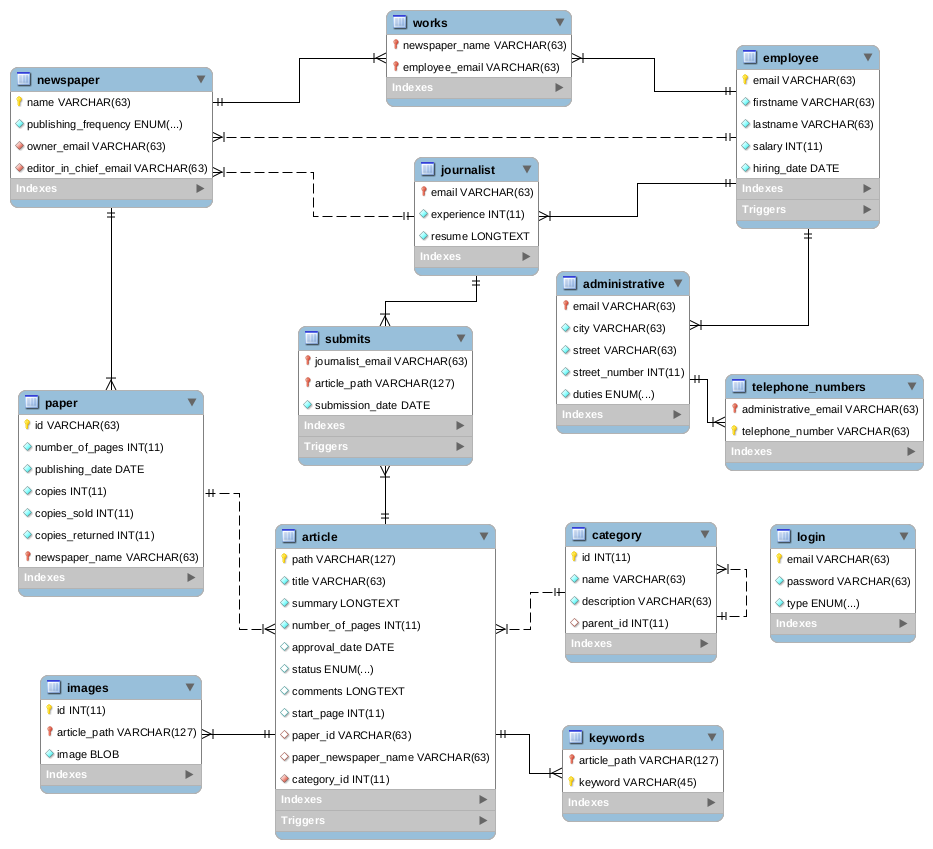 works
newspaper_name VARCHAR(63)
employee_email VARCHAR(63)
Indexes
newspaper
name VARCHAR(63)
publishing_frequency ENUM(...)
owner_email VARCHAR(63)
editor_in_chief_email VARCHAR(63)
Indexes
employee
email VARCHAR(63)
firstname VARCHAR(63)
lastname VARCHAR(63)
salary INT(11)
hiring_date DATE
Indexes
Triggers
journalist
email VARCHAR(63)
experience INT(11)
resume LONGTEXT
Indexes
administrative
email VARCHAR(63)
city VARCHAR(63)
street VARCHAR(63)
street_number INT(11)
duties ENUM(...)
Indexes
submits
journalist_email VARCHAR(63)
article_path VARCHAR(127)
submission_date DATE
Indexes
Triggers
telephone_numbers
administrative_email VARCHAR(63)
telephone_number VARCHAR(63)
Indexes
paper
id VARCHAR(63)
number_of_pages INT(11)
publishing_date DATE
copies INT(11)
copies_sold INT(11)
copies_returned INT(11)
newspaper_name VARCHAR(63)
Indexes
article
path VARCHAR(127)
title VARCHAR(63)
summary LONGTEXT
number_of_pages INT(11)
approval_date DATE
status ENUM(...)
comments LONGTEXT
start_page INT(11)
paper_id VARCHAR(63)
paper_newspaper_name VARCHAR(63)
category_id INT(11)
Indexes
Triggers
category
id INT(11)
name VARCHAR(63)
description VARCHAR(63)
parent_id INT(11)
Indexes
login
email VARCHAR(63)
password VARCHAR(63)
type ENUM(...)
Indexes
images
id INT(11)
article_path VARCHAR(127)
image BLOB
Indexes
keywords
article_path VARCHAR(127)
keyword VARCHAR(45)
Indexes